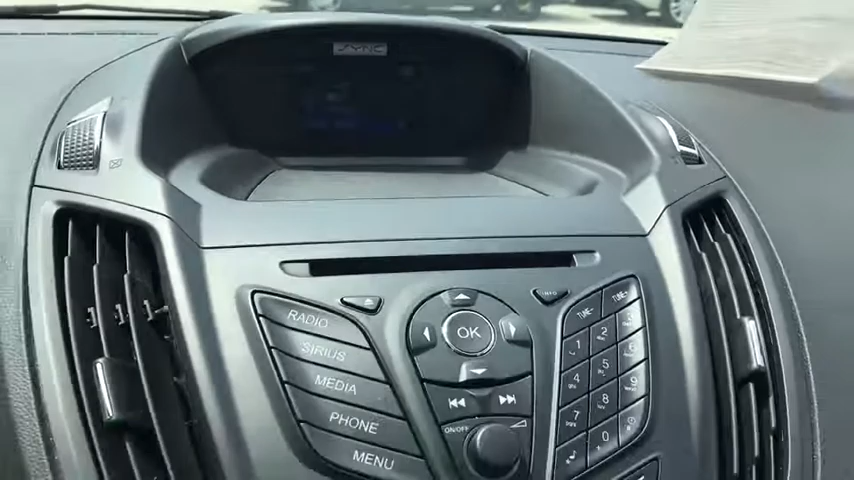 SYNC
RADIO
SIRIUS
MEDIA
PHONE
MENU
INFO
OK
ON/OFF
TUNE- TUNE+
1 2 3
4 5 6
7 8 9
0